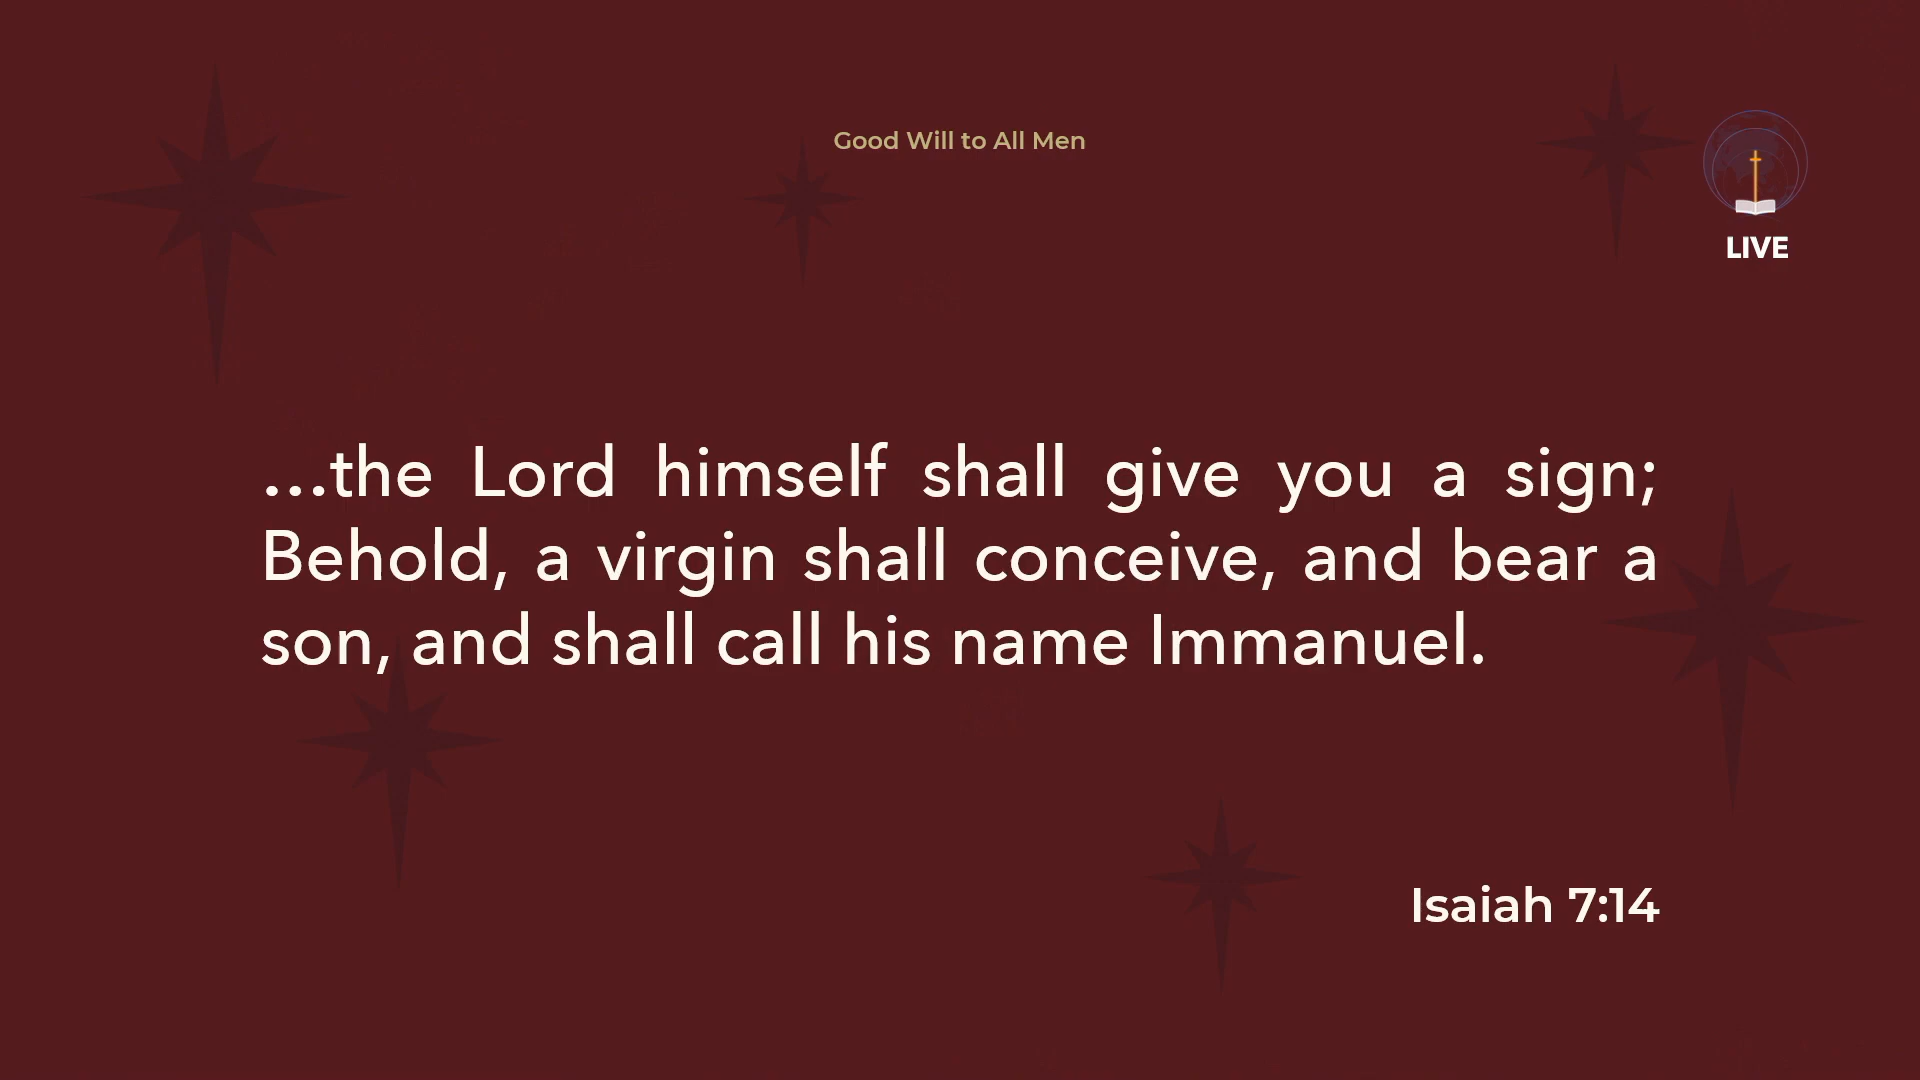 Good Will to All Men
LIVE
...the Lord himself shall give you a sign;
Behold, a virgin shall conceive, and bear a
son, and shall call his name Immanuel.
Isaiah 7:14